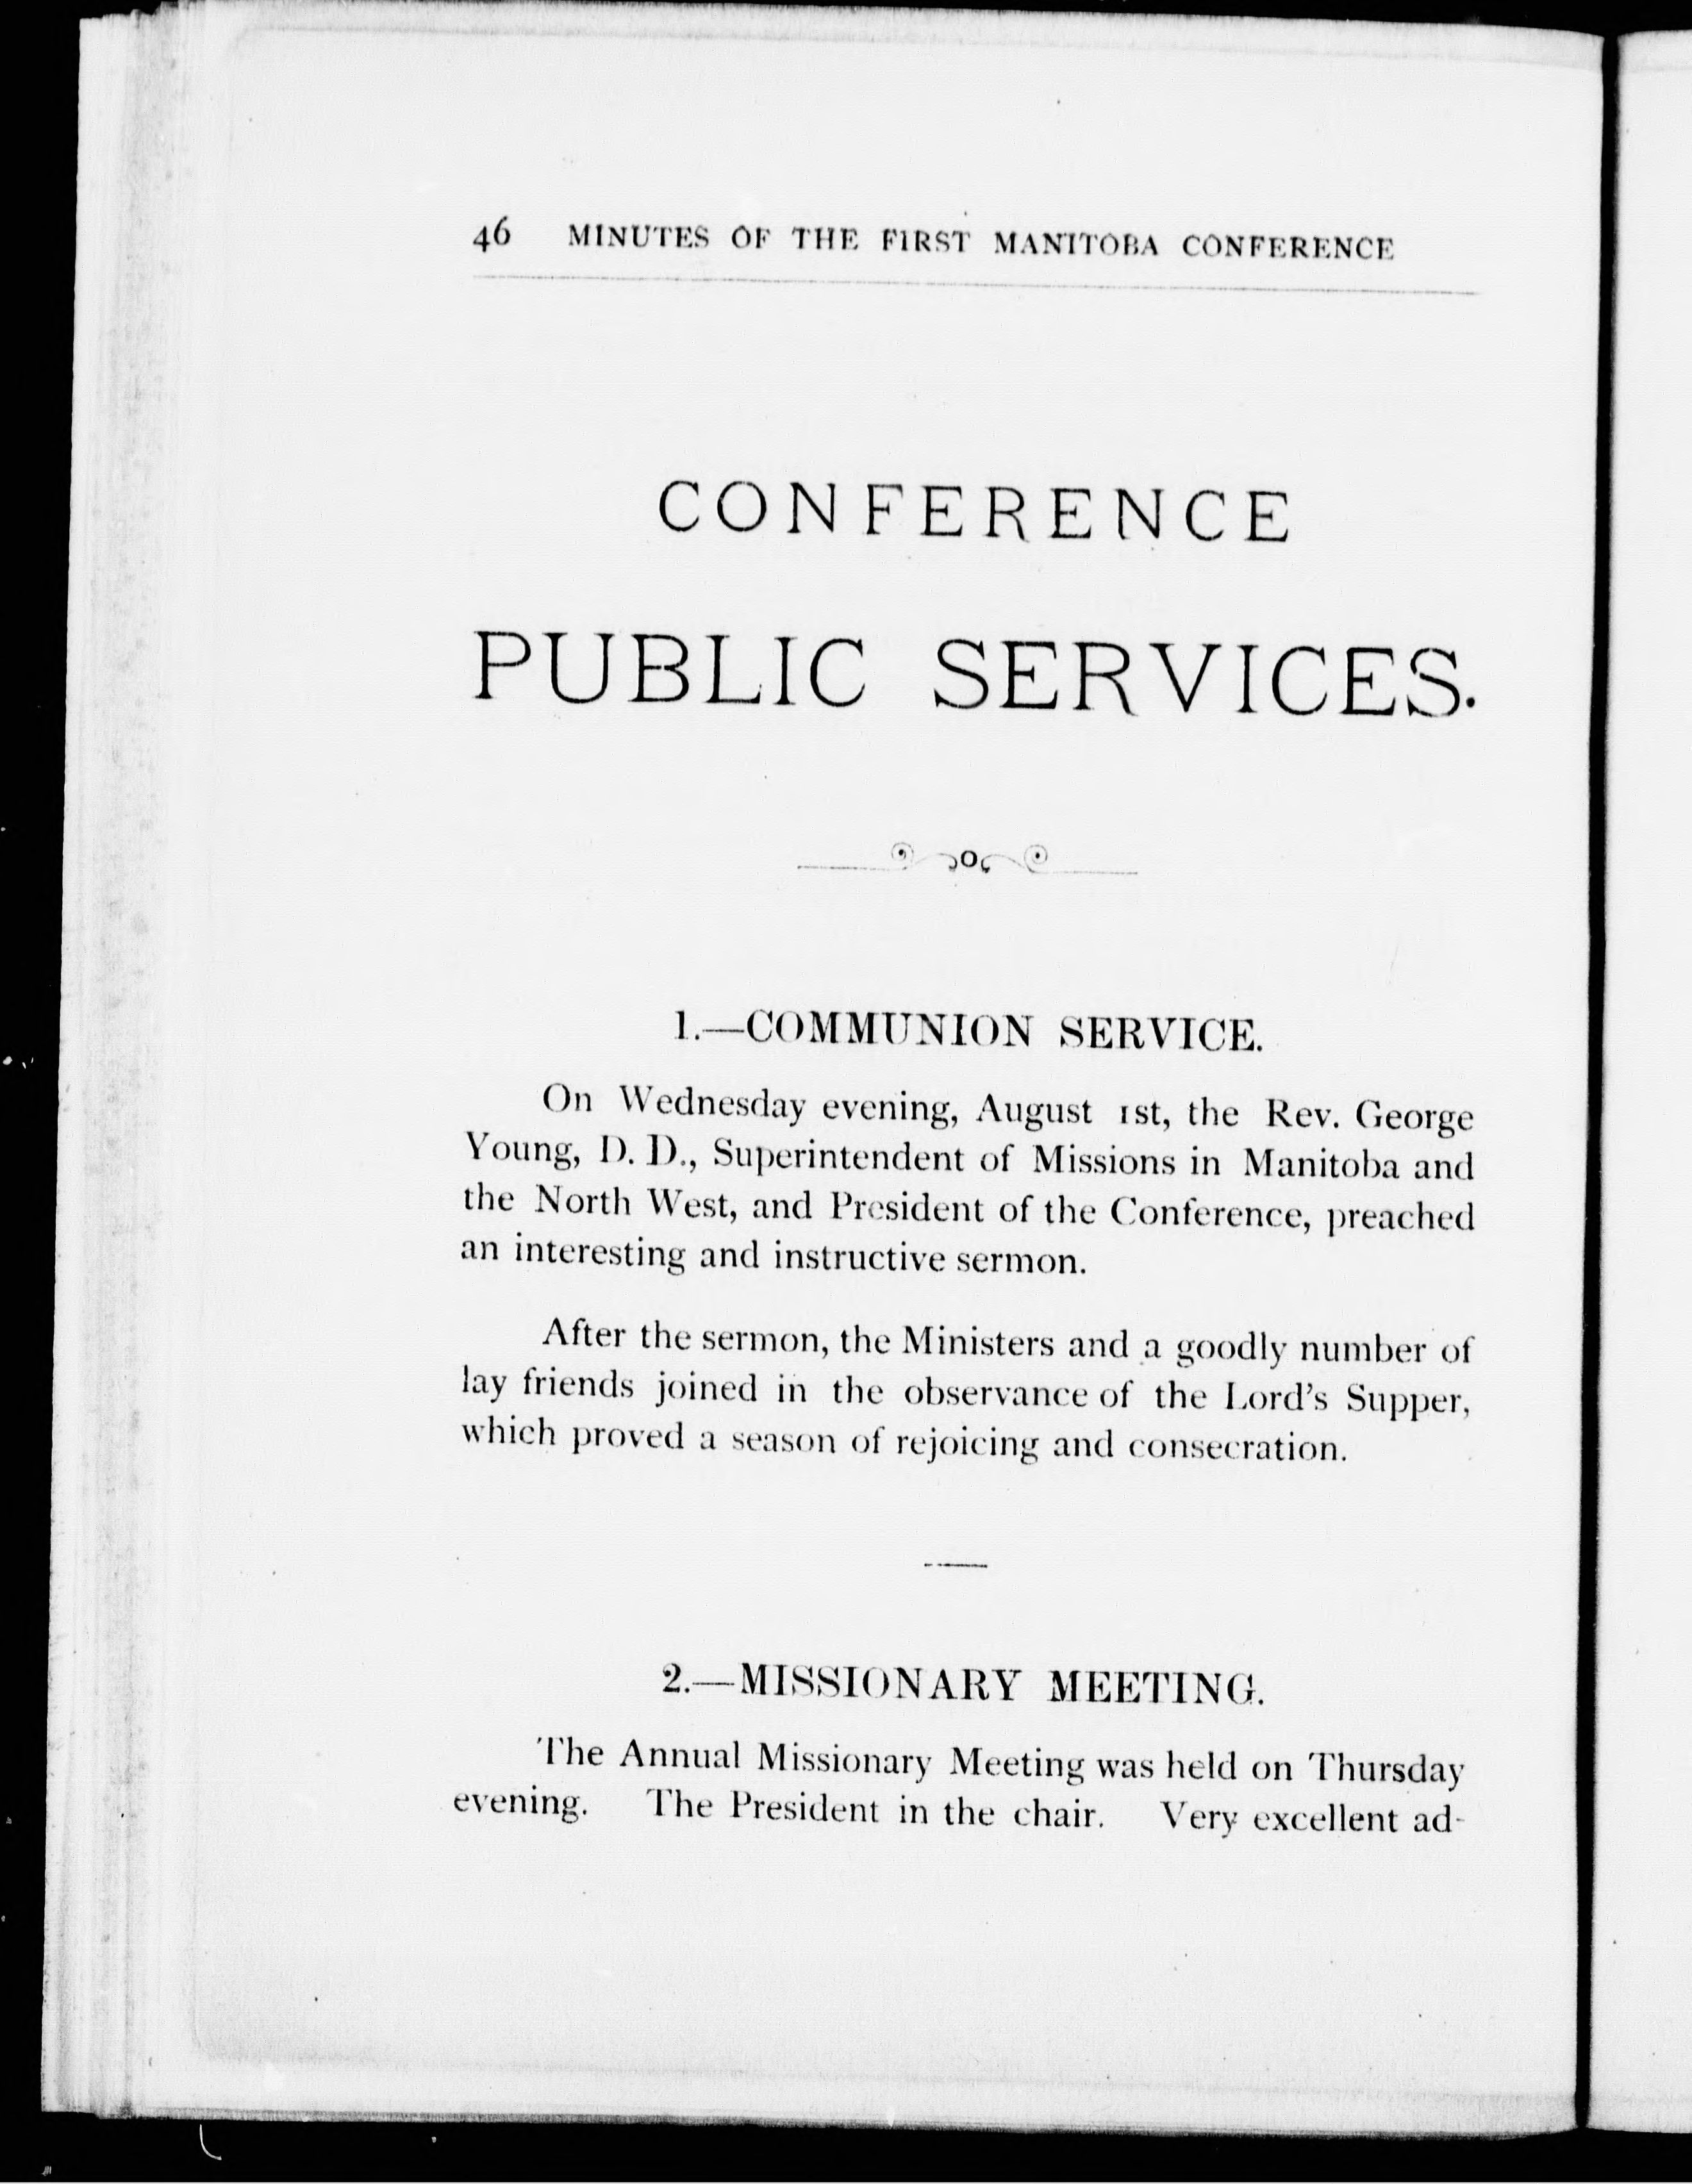 46 MINUTES OF THE FIRST MANITOBA CONFERENCE
CONFERENCE
PUBLIC SERVICES.
1.—COMMUNION SERVICE.
On Wednesday evening, August 1st, the Rev. George
Young, D. D., Superintendent of Missions in Manitoba and
the North West, and President of the Conference, preached
an interesting and instructive sermon.
After the sermon, the Ministers and a goodly number of
lay friends joined in the observance of the Lord's Supper,
which proved a season of rejoicing and consecration.
2.—MISSIONARY MEETING.
The Annual Missionary Meeting was held on Thursday
evening. The President in the chair. Very excellent ad-